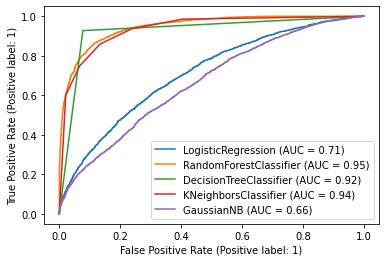 1.0
0.8
0.6
0.4
0.2
0.0
True Positive Rate (Positive label: 1)
LogisticRegression (AUC = 0.71)
RandomForestClassifier (AUC = 0.95)
DecisionTreeClassifier (AUC = 0.92)
KNeighborsClassifier (AUC = 0.94)
GaussianNB (AUC = 0.66)
0.0 0.2 0.4 0.6 0.8 1.0
False Positive Rate (Positive label: 1)